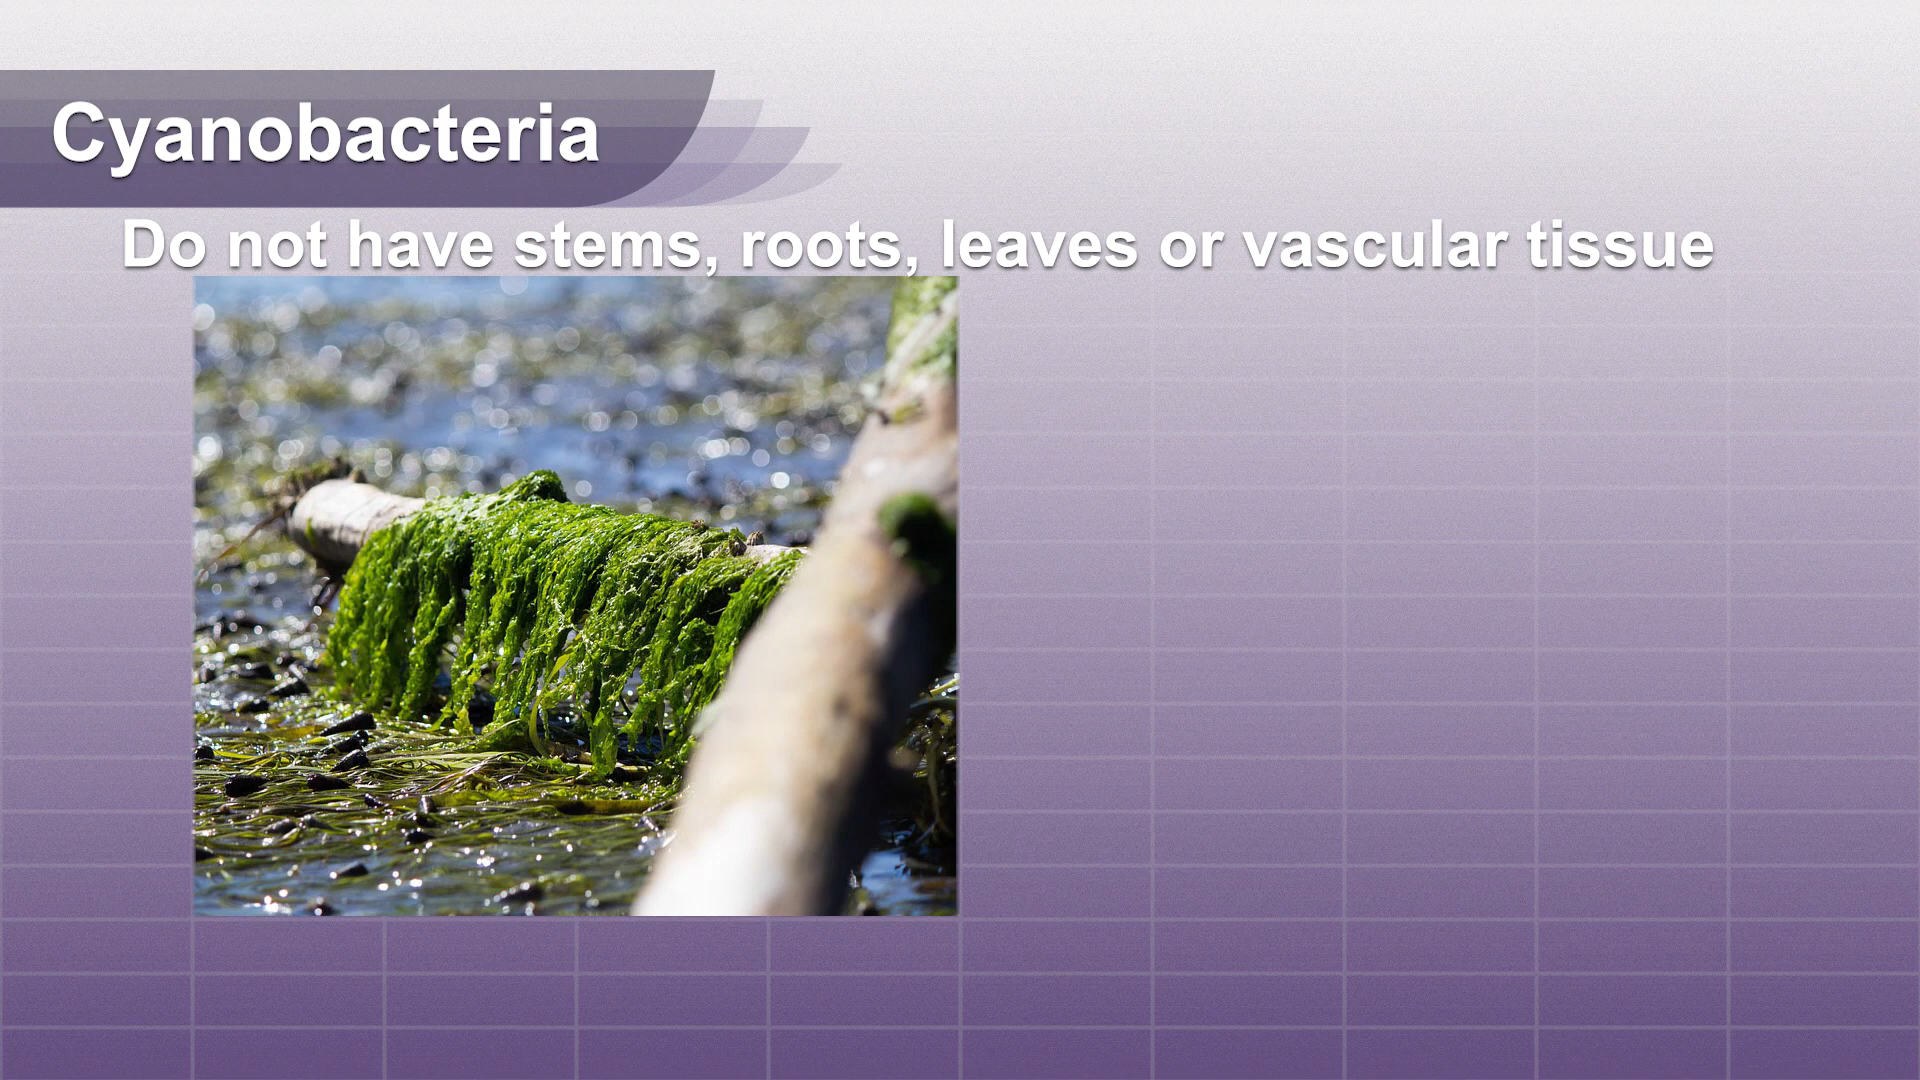 Cyanobacteria
Do not have stems, roots, leaves or vascular tissue